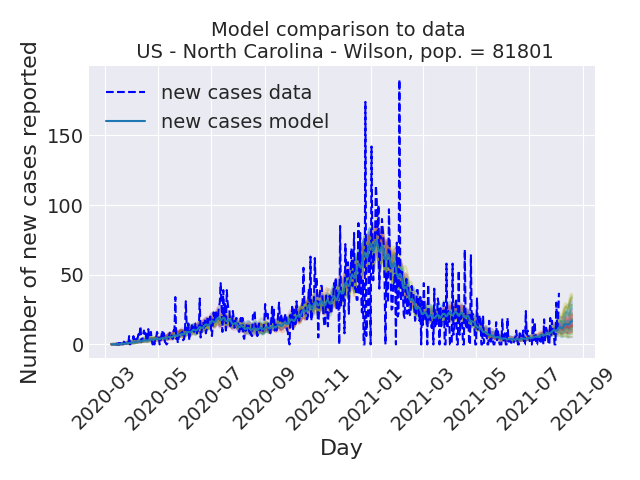 Model comparison to data
US - North Carolina - Wilson, pop. = 81801
Number of new cases reported
new cases data
new cases model
150
100
50
0
2020-03
2020-05
2020-07
2020-09
2020-11
2021-01
2021-03
2021-05
2021-07
2021-09
Day